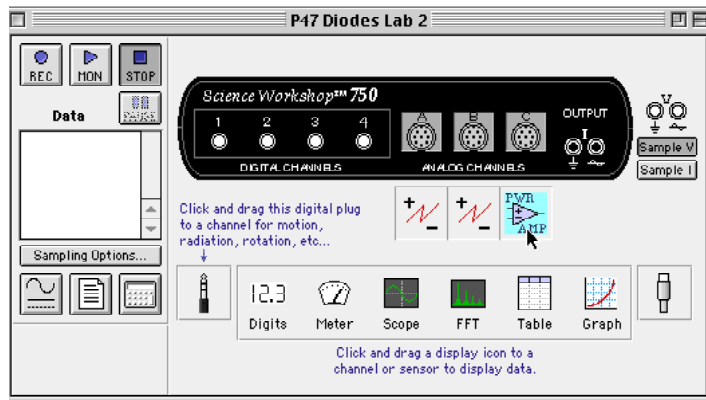 P47 Diodes Lab 2
REC MON STOP
Data
Science Workshop™ 750
1 2 3 4
A B C
OUTPUT
V
I
DIGITAL CHANNELS
ANALOG CHANNELS
Sample V
Sample I
Click and drag this digital plug
to a channel for motion,
radiation, rotation, etc...
PWR
AMP
Sampling Options...
12.3
Digits Meter Scope FFT Table Graph
Click and drag a display icon to a
channel or sensor to display data.